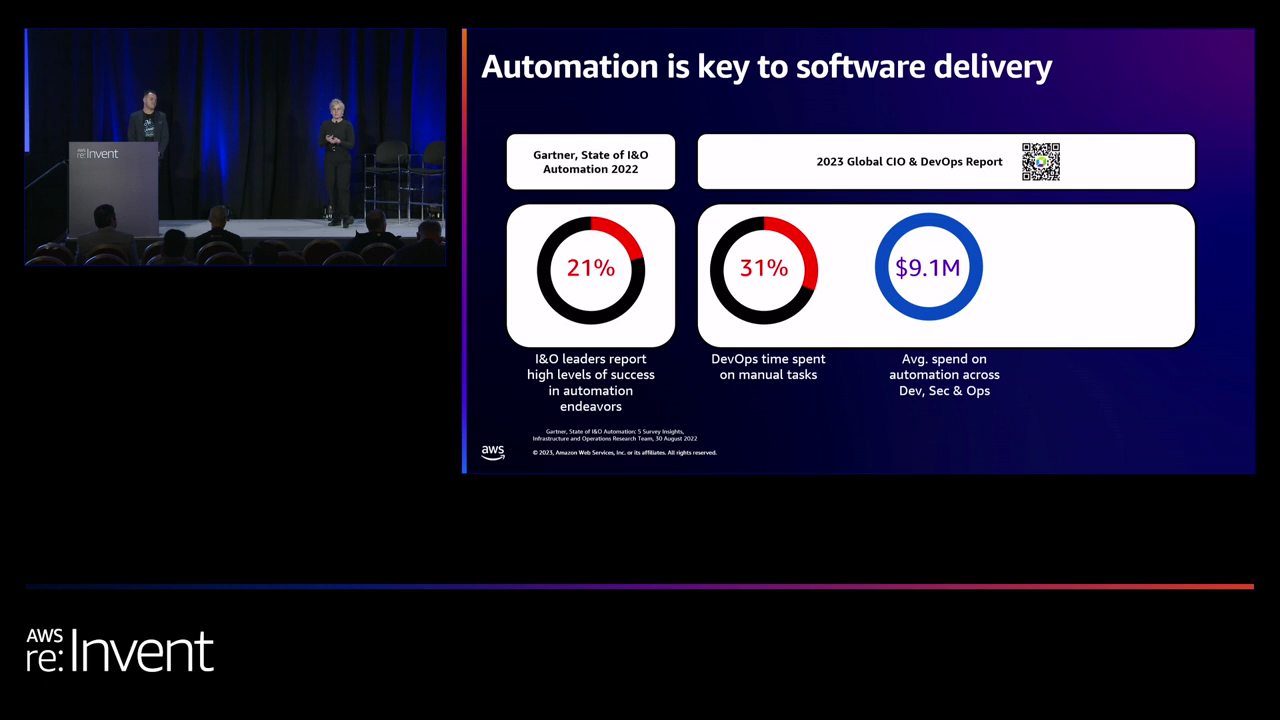 AWS
re:Invent
Automation is key to software delivery
Gartner, State of I&O
Automation 2022
2023 Global CIO & DevOps Report
21%
31%
$9.1M
I&O leaders report
high levels of success
in automation
endeavors
DevOps time spent
on manual tasks
Avg. spend on
automation across
Dev, Sec & Ops
Gartner, State of I&O Automation: 5 Survey Insights,
Infrastructure and Operations Research Team, 30 August 2022
aws
© 2023, Amazon Web Services, Inc. or its affiliates. All rights reserved.
AWS
re:Invent